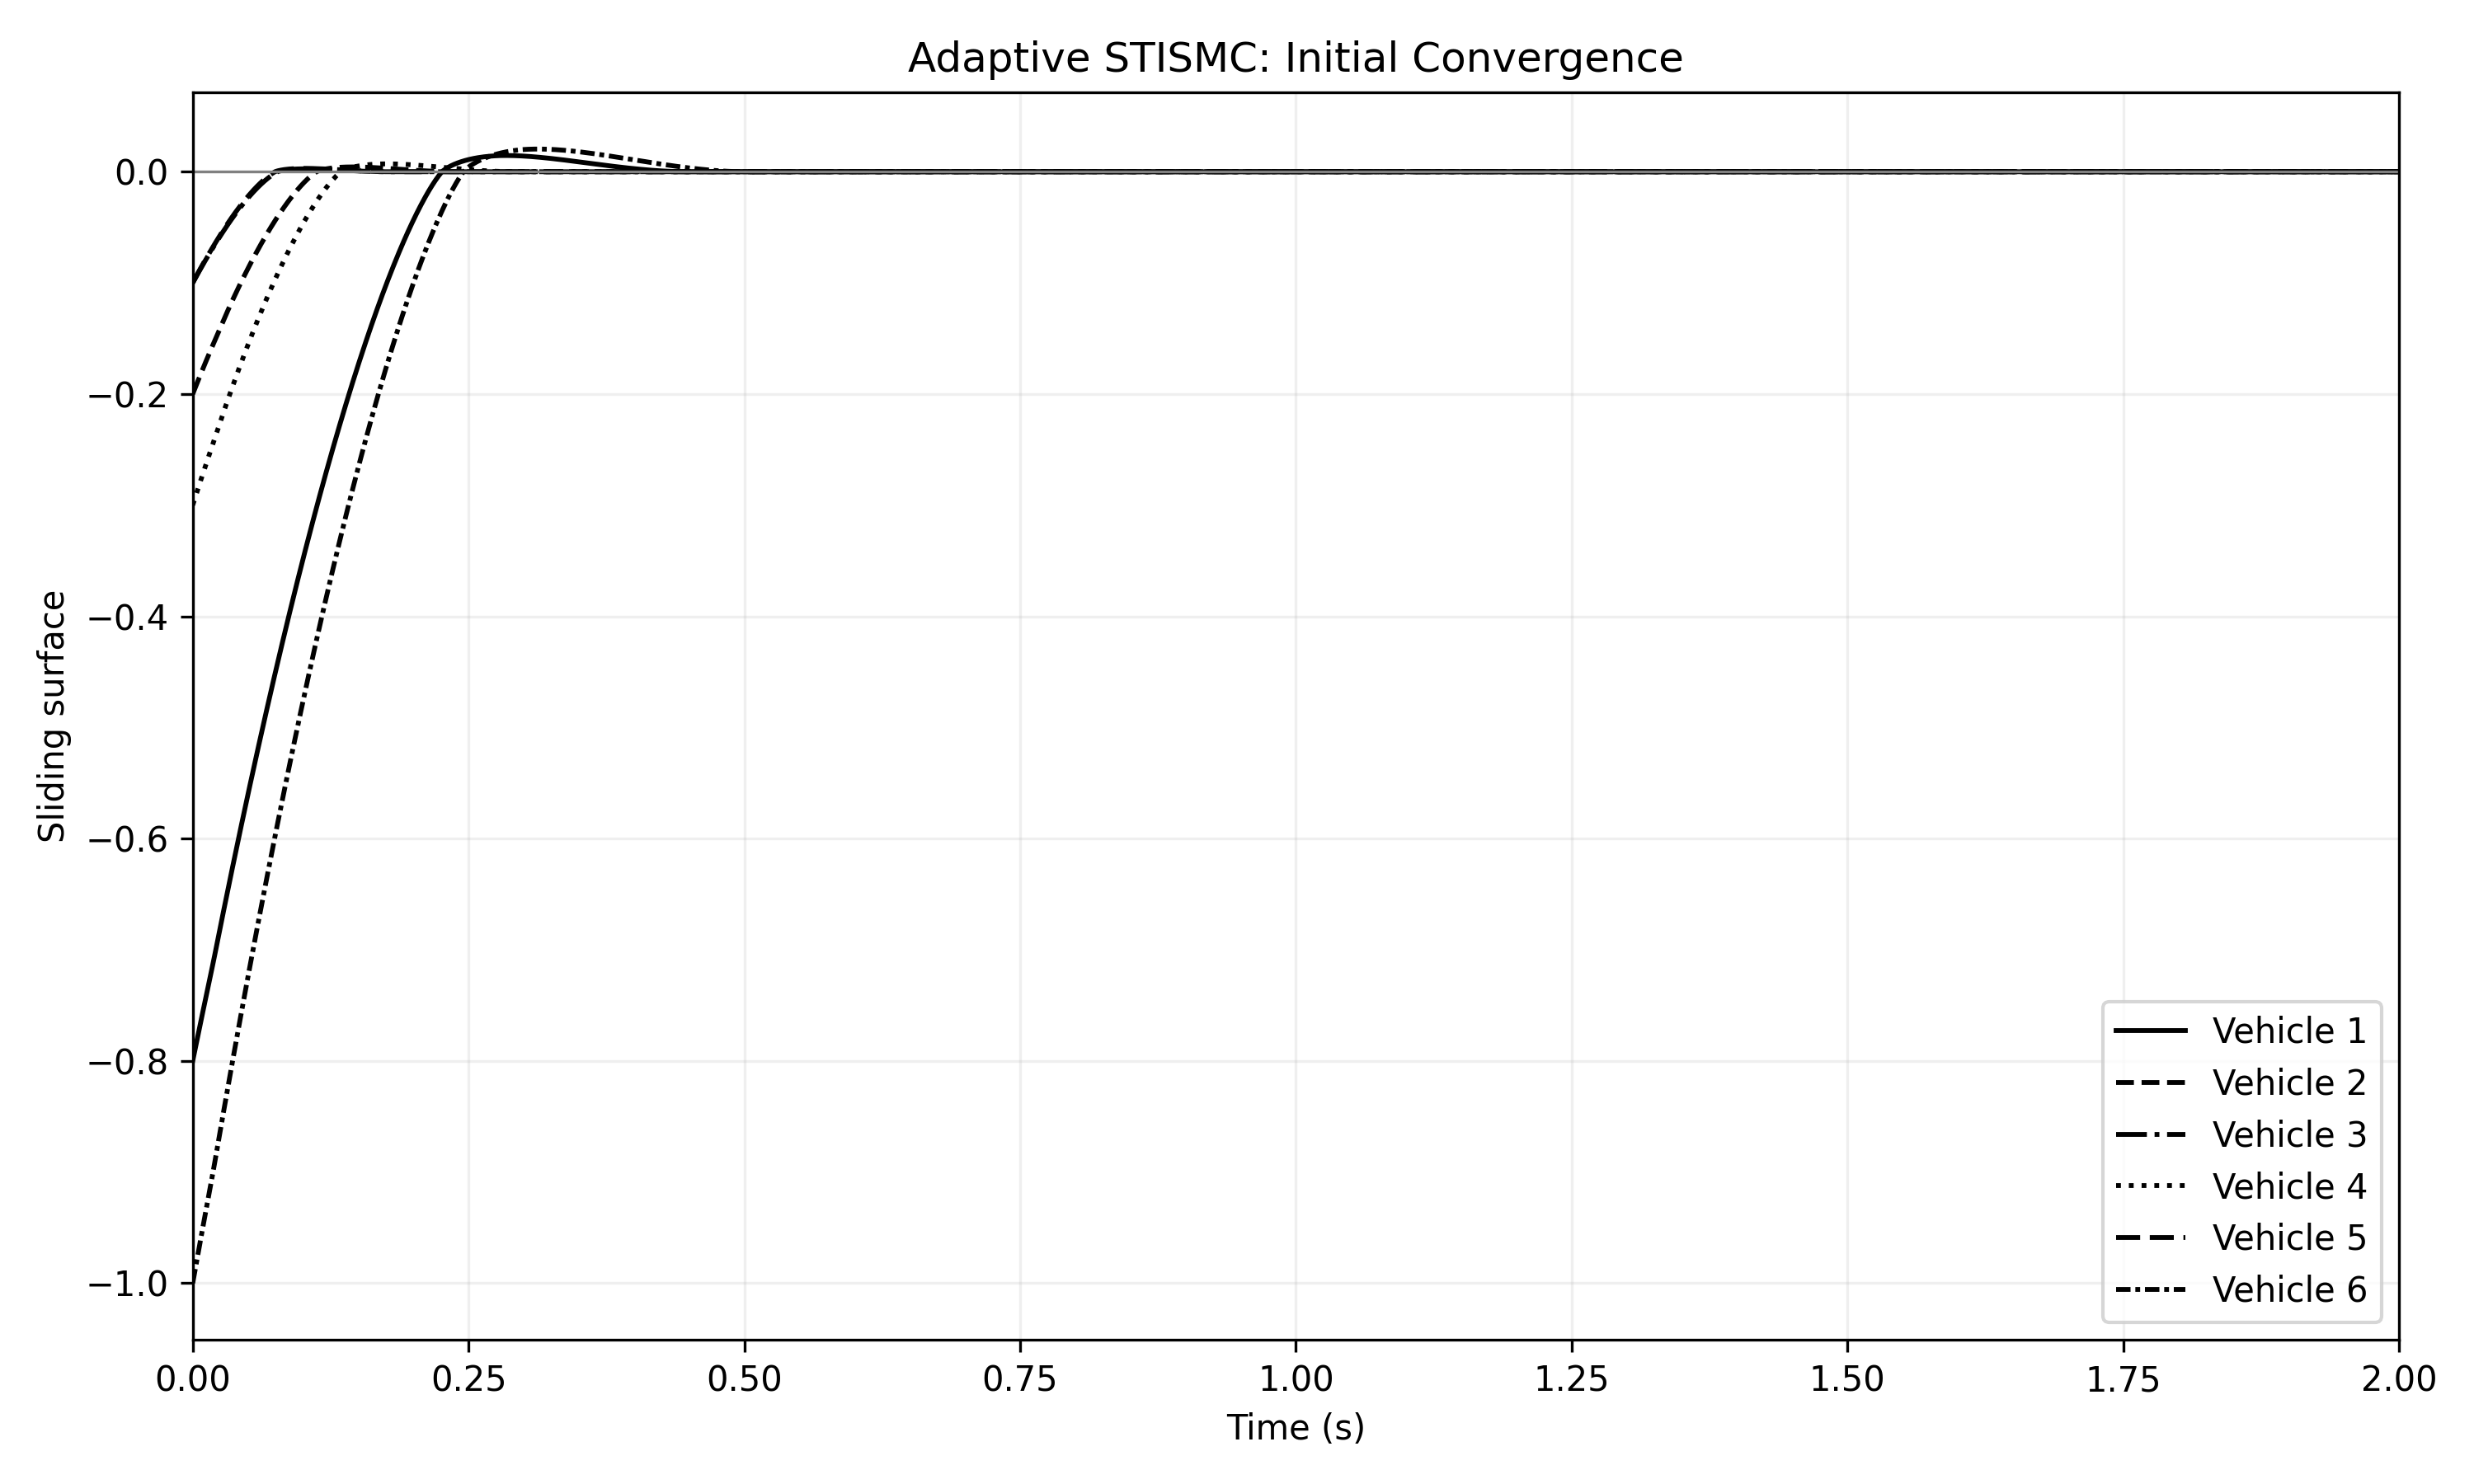 Adaptive STISMC: Initial Convergence
0.0
−0.2
−0.4
−0.6
−0.8
−1.0
Sliding surface
0.00 0.25 0.50 0.75 1.00 1.25 1.50 1.75 2.00
Time (s)
Vehicle 1
Vehicle 2
Vehicle 3
Vehicle 4
Vehicle 5
Vehicle 6